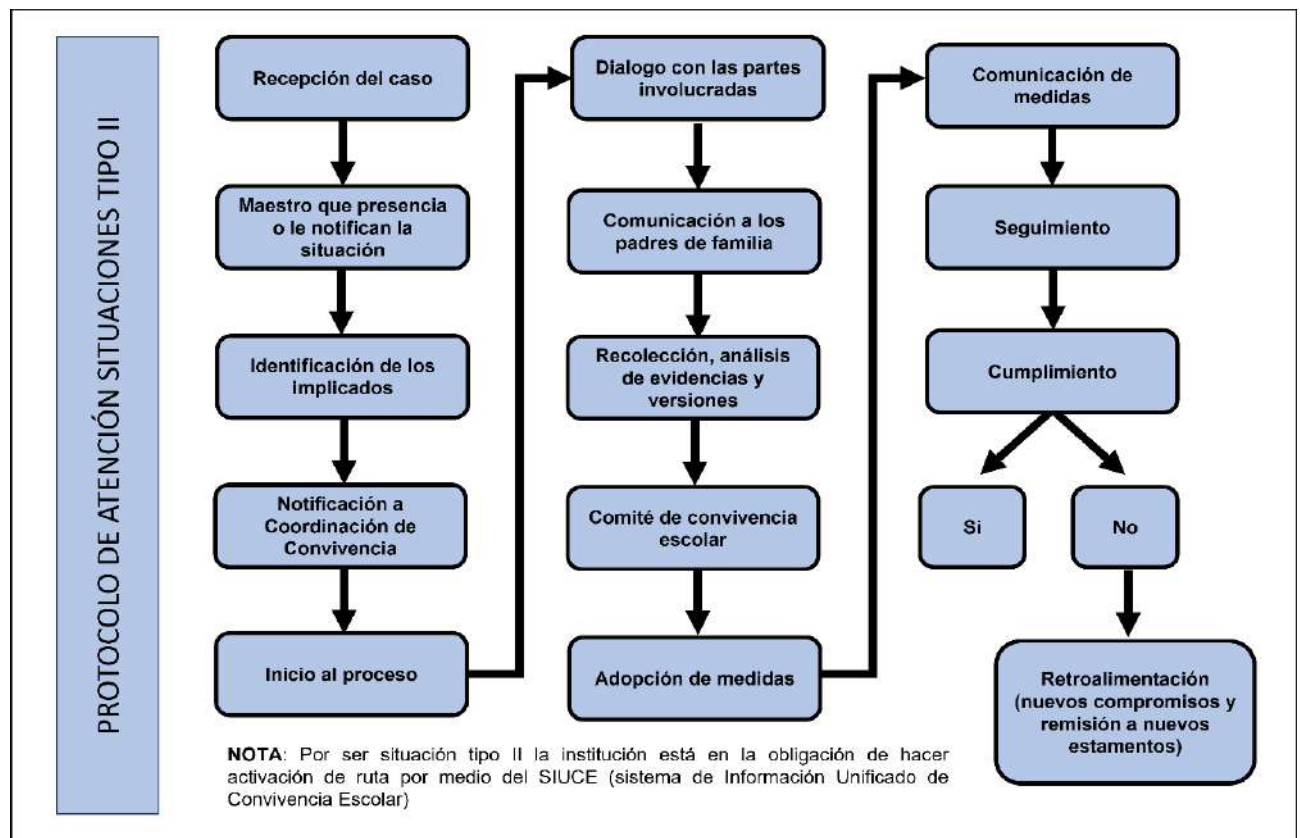 PROTOCOLO DE ATENCIÓN SITUACIONES TIPO II
Recepción del caso
Maestro que presencia
o le notifican la
situación
Identificación de los
implicados
Notificación a
Coordinación de
Convivencia
Inicio al proceso
Dialogo con las partes
involucradas
Comunicación a los
padres de familia
Recolección, análisis
de evidencias y
versiones
Comité de convivencia
escolar
Adopción de medidas
Comunicación de
medidas
Seguimiento
Cumplimiento
Si
No
Retroalimentación
(nuevos compromisos y
remisión a nuevos
estamentos)
NOTA: Por ser situación tipo II la institución está en la obligación de hacer
activación de ruta por medio del SIUCE (sistema de Información Unificado de
Convivencia Escolar)